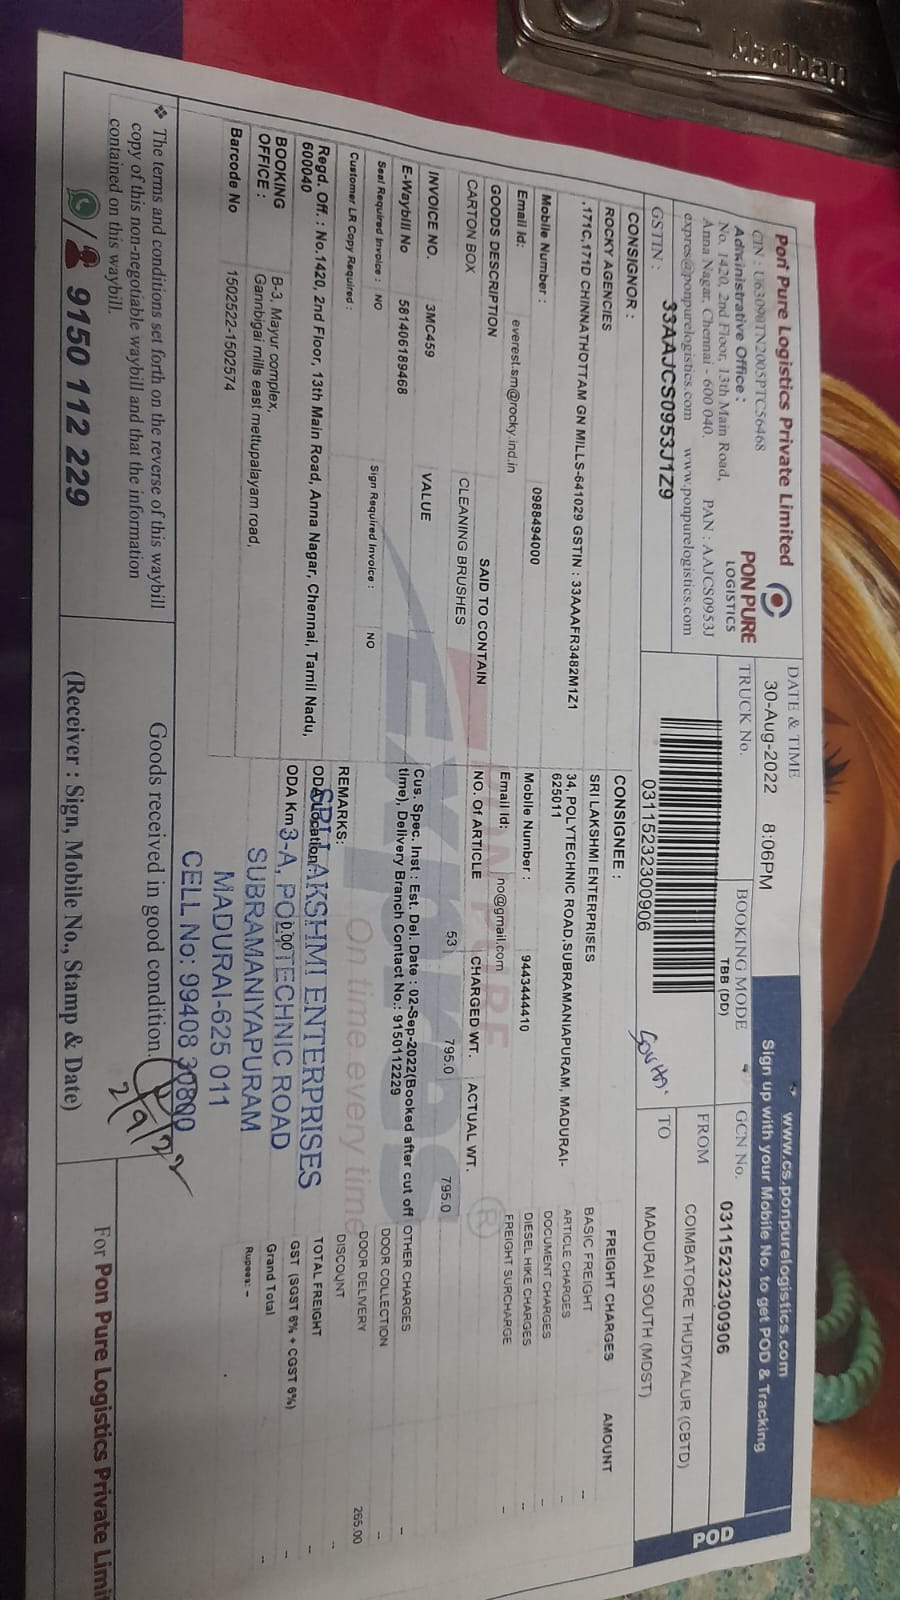 Madhan
Pon Pure Logistics Private Limited
CIN : U63090TN2005PTC56468
Administrative Office :
No. 1420, 2nd Floor, 13th Main Road,
Anna Nagar, Chennai - 600 040. PAN : AAJCS0953J
expres@ponpurelogistics.com www.ponpurelogistics.com
GSTIN : 33AAJCS0953J1Z9
PON PURE
LOGISTICS
DATE & TIME
30-Aug-2022 8:06PM
TRUCK No.
BOOKING MODE
TBB (DD)
www.cs.ponpurelogistics.com
Sign up with your Mobile No. to get POD & Tracking
GCN No. 03115232300906
FROM COIMBATORE THUDIYALUR (CBTD)
TO MADURAI SOUTH (MDST)
POD
03115232300906
CONSIGNOR :
ROCKY AGENCIES
,171C,171D CHINNATHOTTAM GN MILLS-641029 GSTIN : 33AAAFR3482M1Z1
Mobile Number : 0988494000
Email Id: everest.sm@rocky.ind.in
CONSIGNEE :
SRI LAKSHMI ENTERPRISES
34, POLYTECHNIC ROAD,SUBRAMANIAPURAM, MADURAI-
625011
Mobile Number : 9443444410
Email Id: no@gmail.com
GOODS DESCRIPTION SAID TO CONTAIN NO. Of ARTICLE CHARGED WT. ACTUAL WT.
CARTON BOX CLEANING BRUSHES 53 795.0 795.0
INVOICE NO. 3MC459 VALUE
E-Waybill No 581406189468
Seal Required Invoice : NO Sign Required Invoice : NO
Customer LR Copy Required :
Cus. Spec. Inst : Est. Del. Date : 02-Sep-2022(Booked after cut off
time), Delivery Branch Contact No.: 9150112229
Regd. Off. : No.1420, 2nd Floor, 13th Main Road, Anna Nagar, Chennai, Tamil Nadu,
600040
BOOKING
OFFICE :
B-3, Mayur complex,
Gannbigai mills east mettupalayam road,
Barcode No 1502522-1502574
REMARKS:
ODA Location:
ODA Km 0.00
EXPRES
On time every time
SRI LAKSHMI ENTERPRISES
3-A, POLYTECHNIC ROAD
SUBRAMANIYAPURAM
MADURAI-625 011
CELL No: 99408 30800
2/9/22
FREIGHT CHARGES AMOUNT
BASIC FREIGHT --
ARTICLE CHARGES --
DOCUMENT CHARGES --
DIESEL HIKE CHARGES --
FREIGHT SURCHARGE --
OTHER CHARGES --
DOOR COLLECTION --
DOOR DELIVERY 265.00
DISCOUNT --
TOTAL FREIGHT --
GST (SGST 6% + CGST 6%) --
Grand Total --
Rupees: -
❖ The terms and conditions set forth on the reverse of this waybill
copy of this non-negotiable waybill and that the information
contained on this waybill.
9150 112 229
Goods received in good condition.
(Receiver : Sign, Mobile No., Stamp & Date)
For Pon Pure Logistics Private Limi